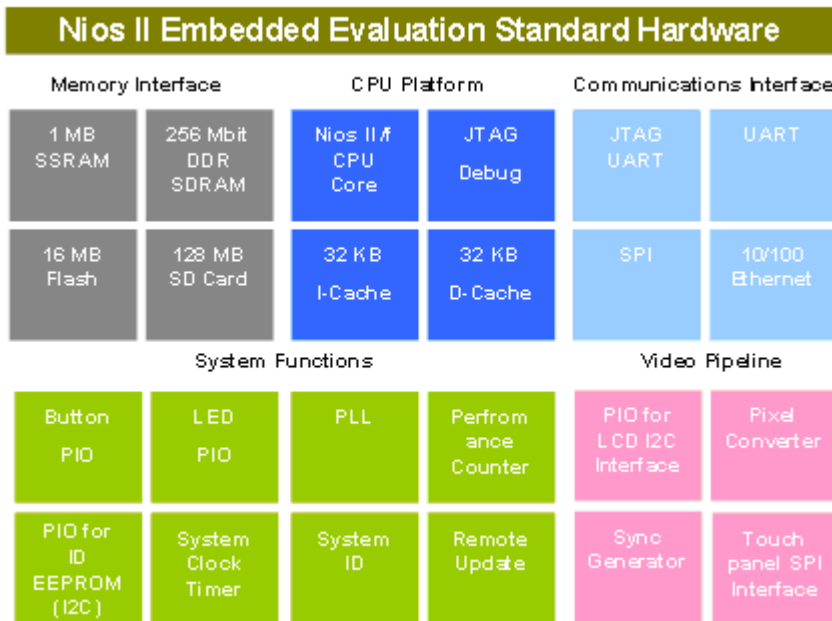 Nios II Embedded Evaluation Standard Hardware
Memory Interface
CPU Platform
Communications Interface
1 MB
SSRAM
256 Mbit
DDR
SDRAM
Nios II/f
CPU
Core
JTAG
Debug
JTAG
UART
UART
16 MB
Flash
128 MB
SD Card
32 KB
I-Cache
32 KB
D-Cache
SPI
10/100
Ethernet
System Functions
Video Pipeline
Button
PIO
LED
PIO
PLL
Perfrom
ance
Counter
PIO for
LCD I2C
Interface
Pixel
Converter
PIO for
ID
EEPROM
(I2C)
System
Clock
Timer
System
ID
Remote
Update
Sync
Generator
Touch
panel SPI
Interface